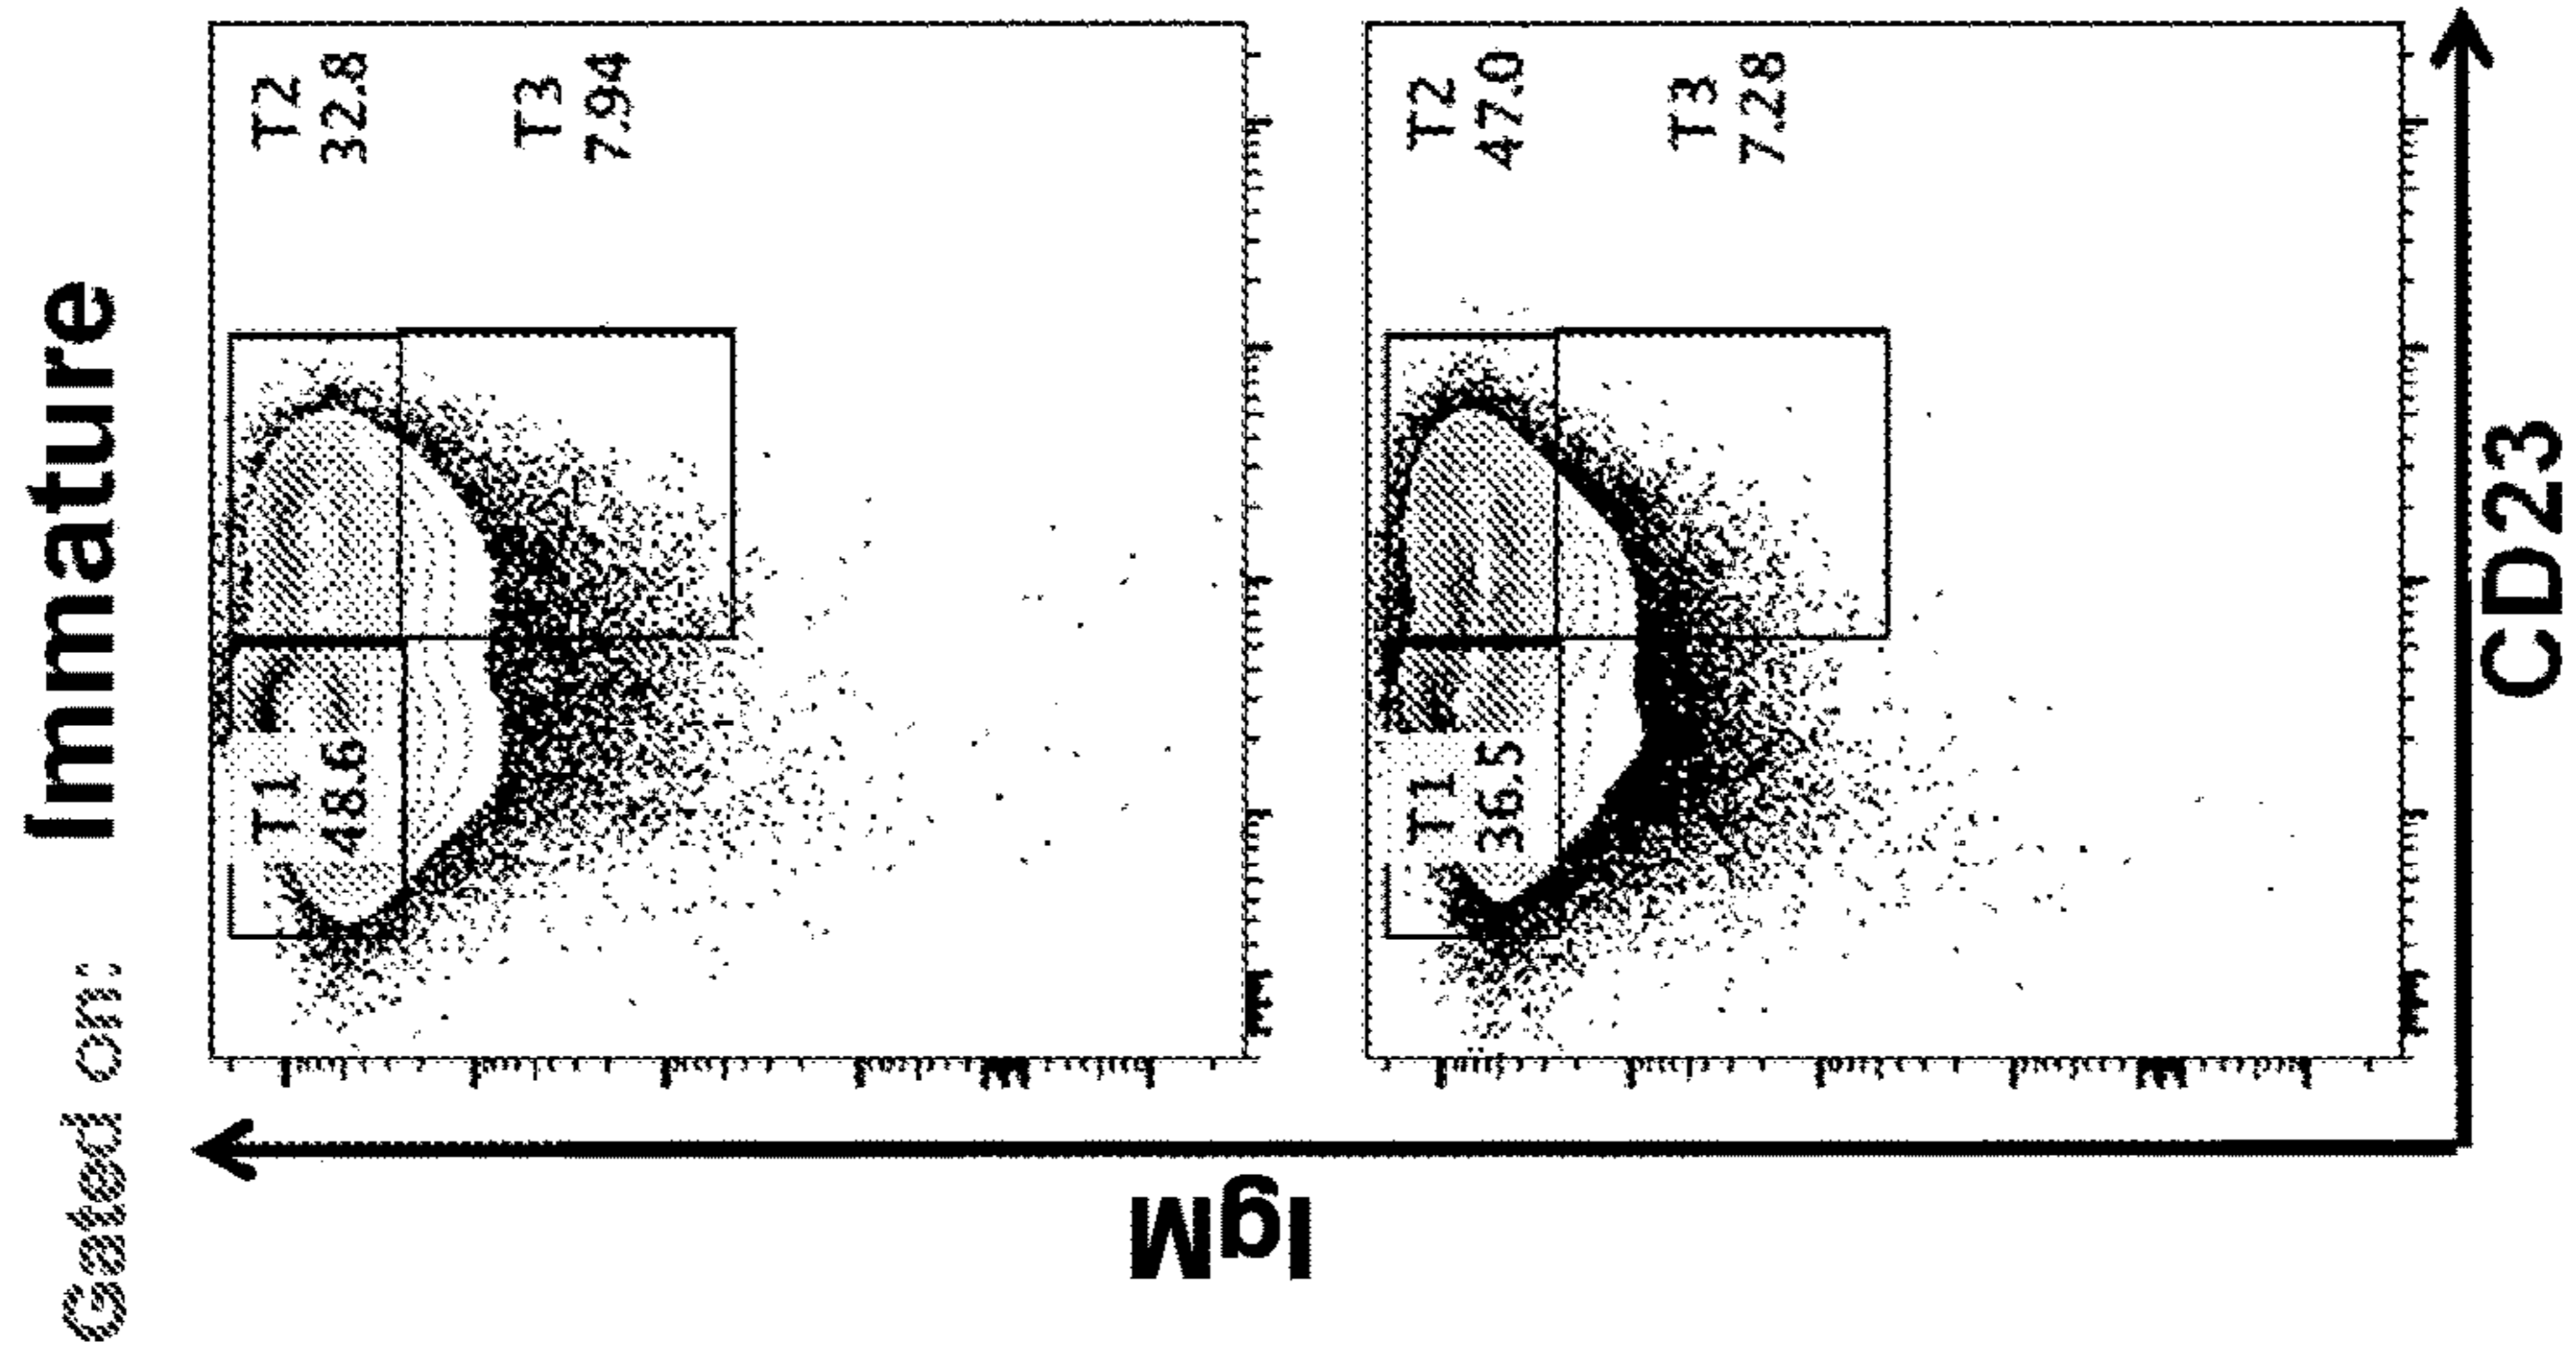 Gated on: Immature
T1
48.6
T2
32.8
T3
7.94
T1
36.5
T2
47.0
T3
7.28
IgM
CD23